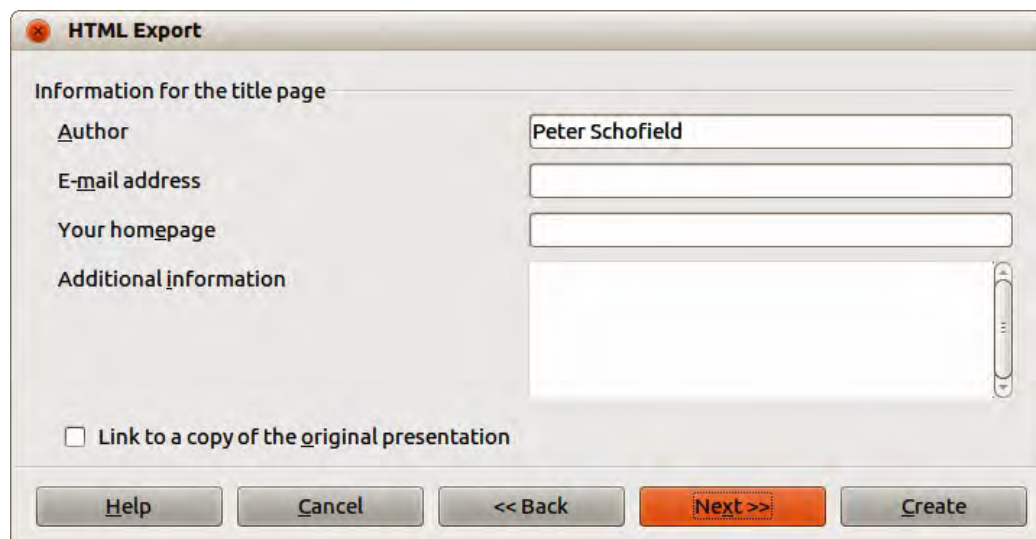 HTML Export
Information for the title page
Author Peter Schofield
E-mail address
Your homepage
Additional information
Link to a copy of the original presentation
Help Cancel << Back Next >> Create